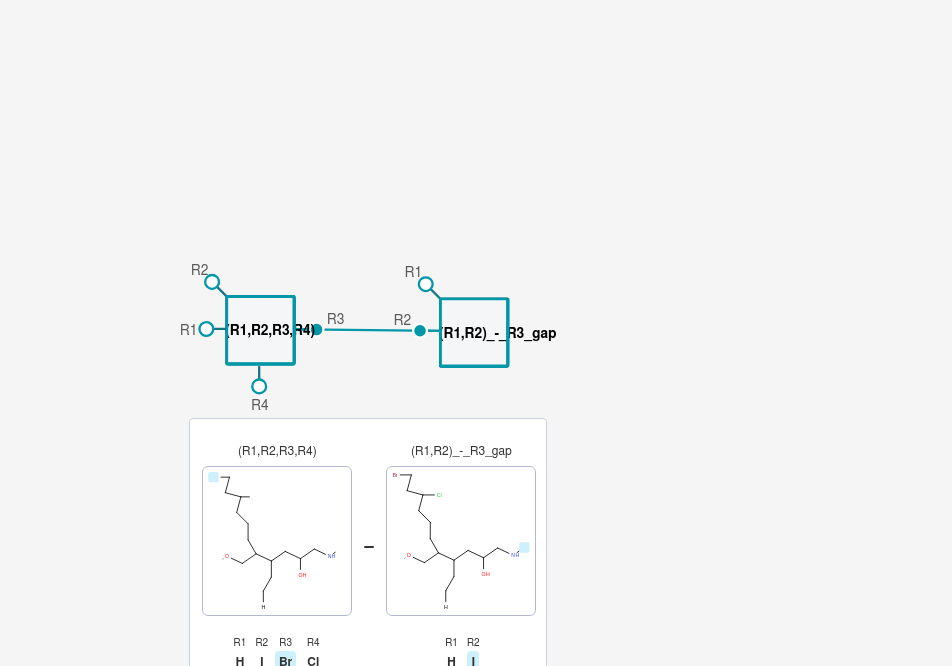 R2
R1
R1
(R1,R2,R3,R4)
R3
R2
(R1,R2)_-_R3_gap
R4
(R1,R2,R3,R4)
(R1,R2)_-_R3_gap
O
NH
OH
H
Br
Cl
O
NH
OH
H
R1 R2 R3 R4
R1 R2
H I Br Cl
H I